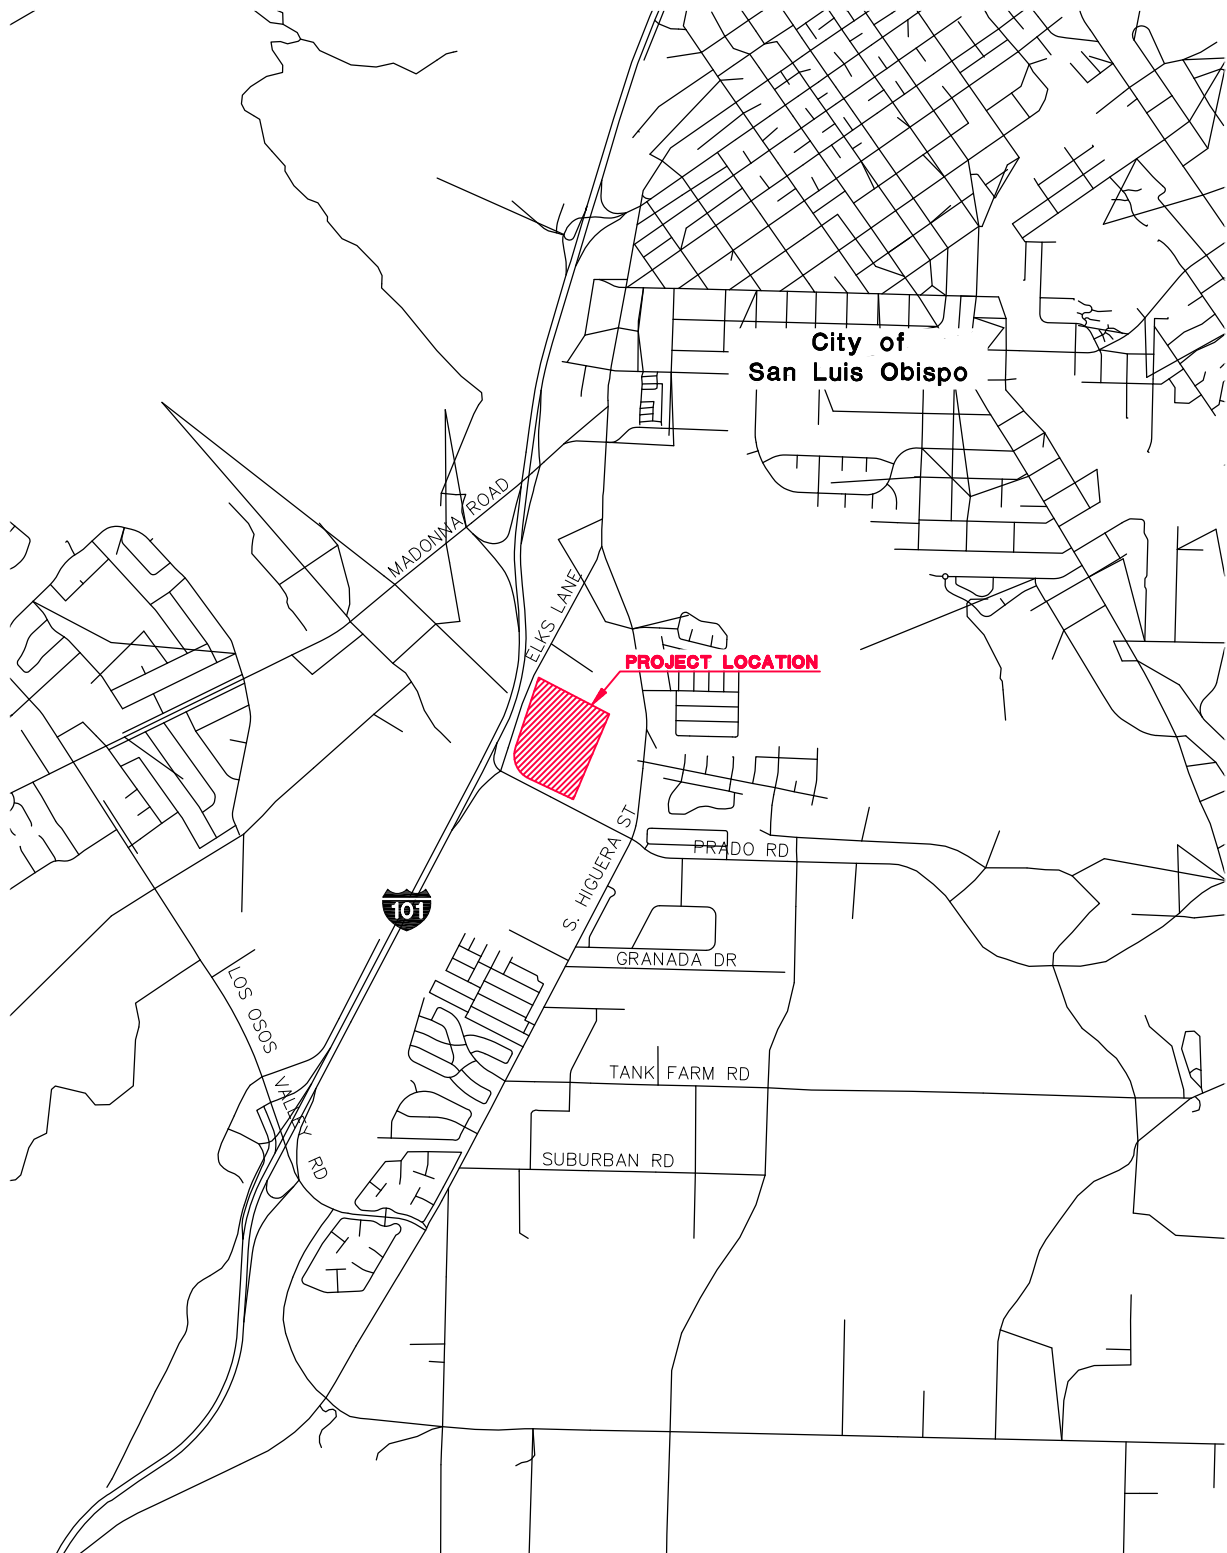 City of
San Luis Obispo
MADONNA ROAD
ELKS LANE
PROJECT LOCATION
S. HIGUERA ST
PRADO RD
101
GRANADA DR
LOS OSOS VALLEY RD
TANK FARM RD
SUBURBAN RD